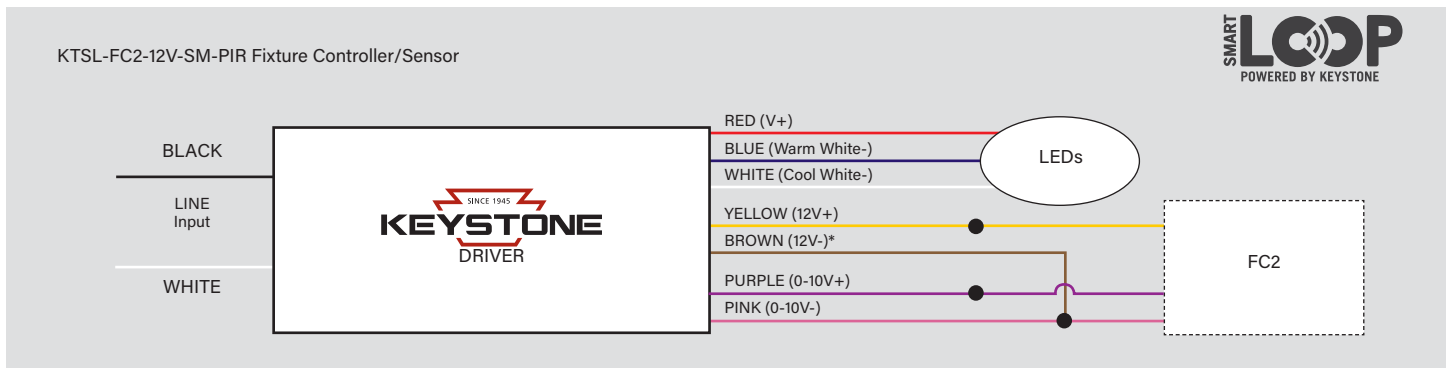 KTSL-FC2-12V-SM-PIR Fixture Controller/Sensor
SMART
LOOP
POWERED BY KEYSTONE
BLACK
LINE
Input
WHITE
SINCE 1945
KEYSTONE
DRIVER
RED (V+)
BLUE (Warm White-)
WHITE (Cool White-)
YELLOW (12V+)
BROWN (12V-)*
PURPLE (0-10V+)
PINK (0-10V-)
LEDs
FC2